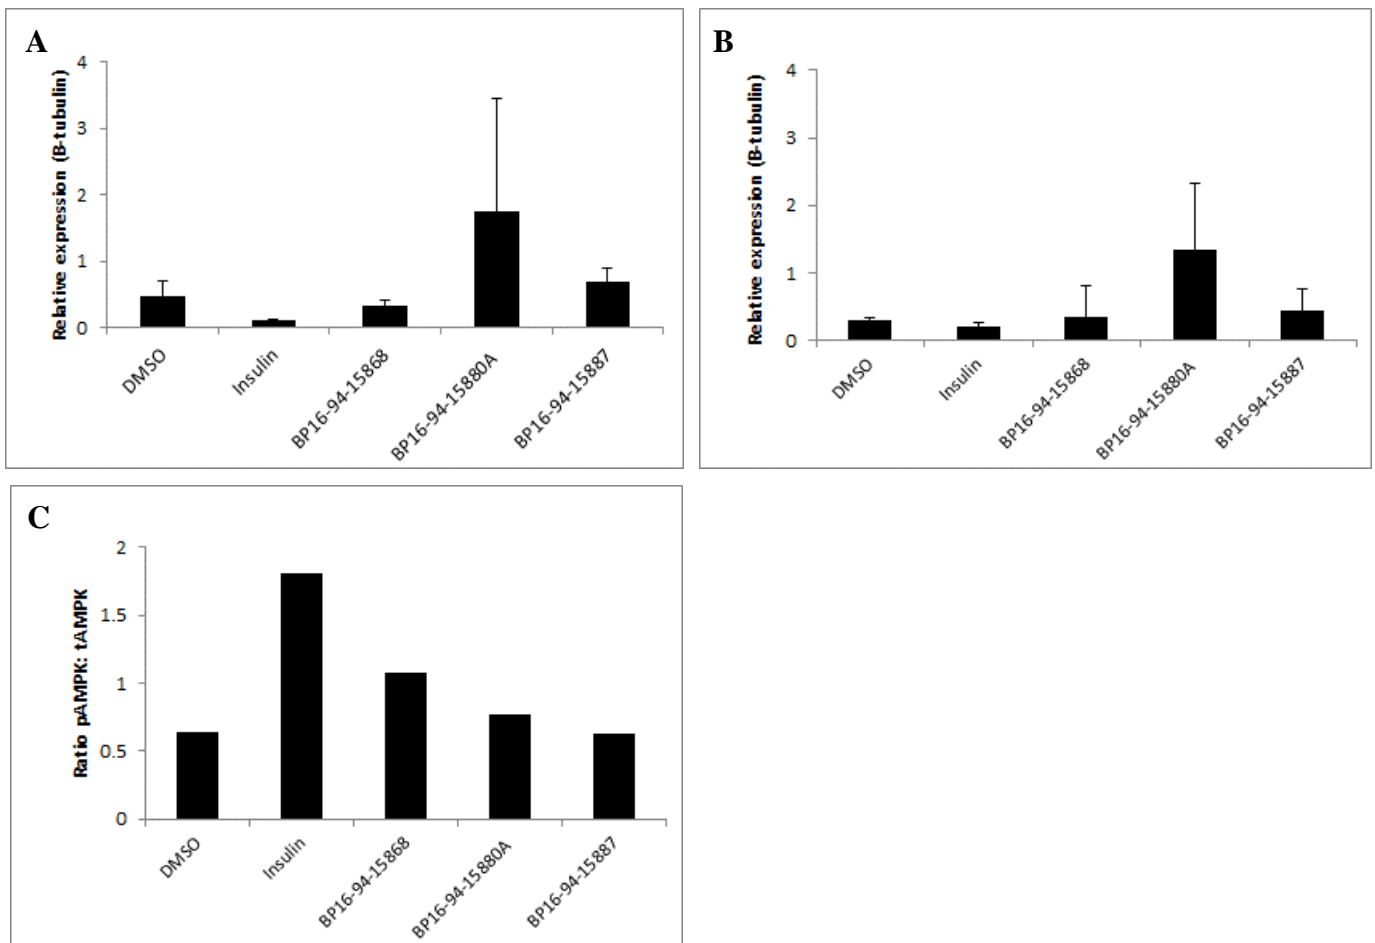 A
Relative expression (B-tubulin)
4
3
2
1
0
DMSO
Insulin
BP16-94-15868
BP16-94-15880A
BP16-94-15887
B
Relative expression (B-tubulin)
4
3
2
1
0
DMSO
Insulin
BP16-94-15868
BP16-94-15880A
BP16-94-15887
C
Ratio pAMPK: tAMPK
2
1.5
1
0.5
0
DMSO
Insulin
BP16-94-15868
BP16-94-15880A
BP16-94-15887